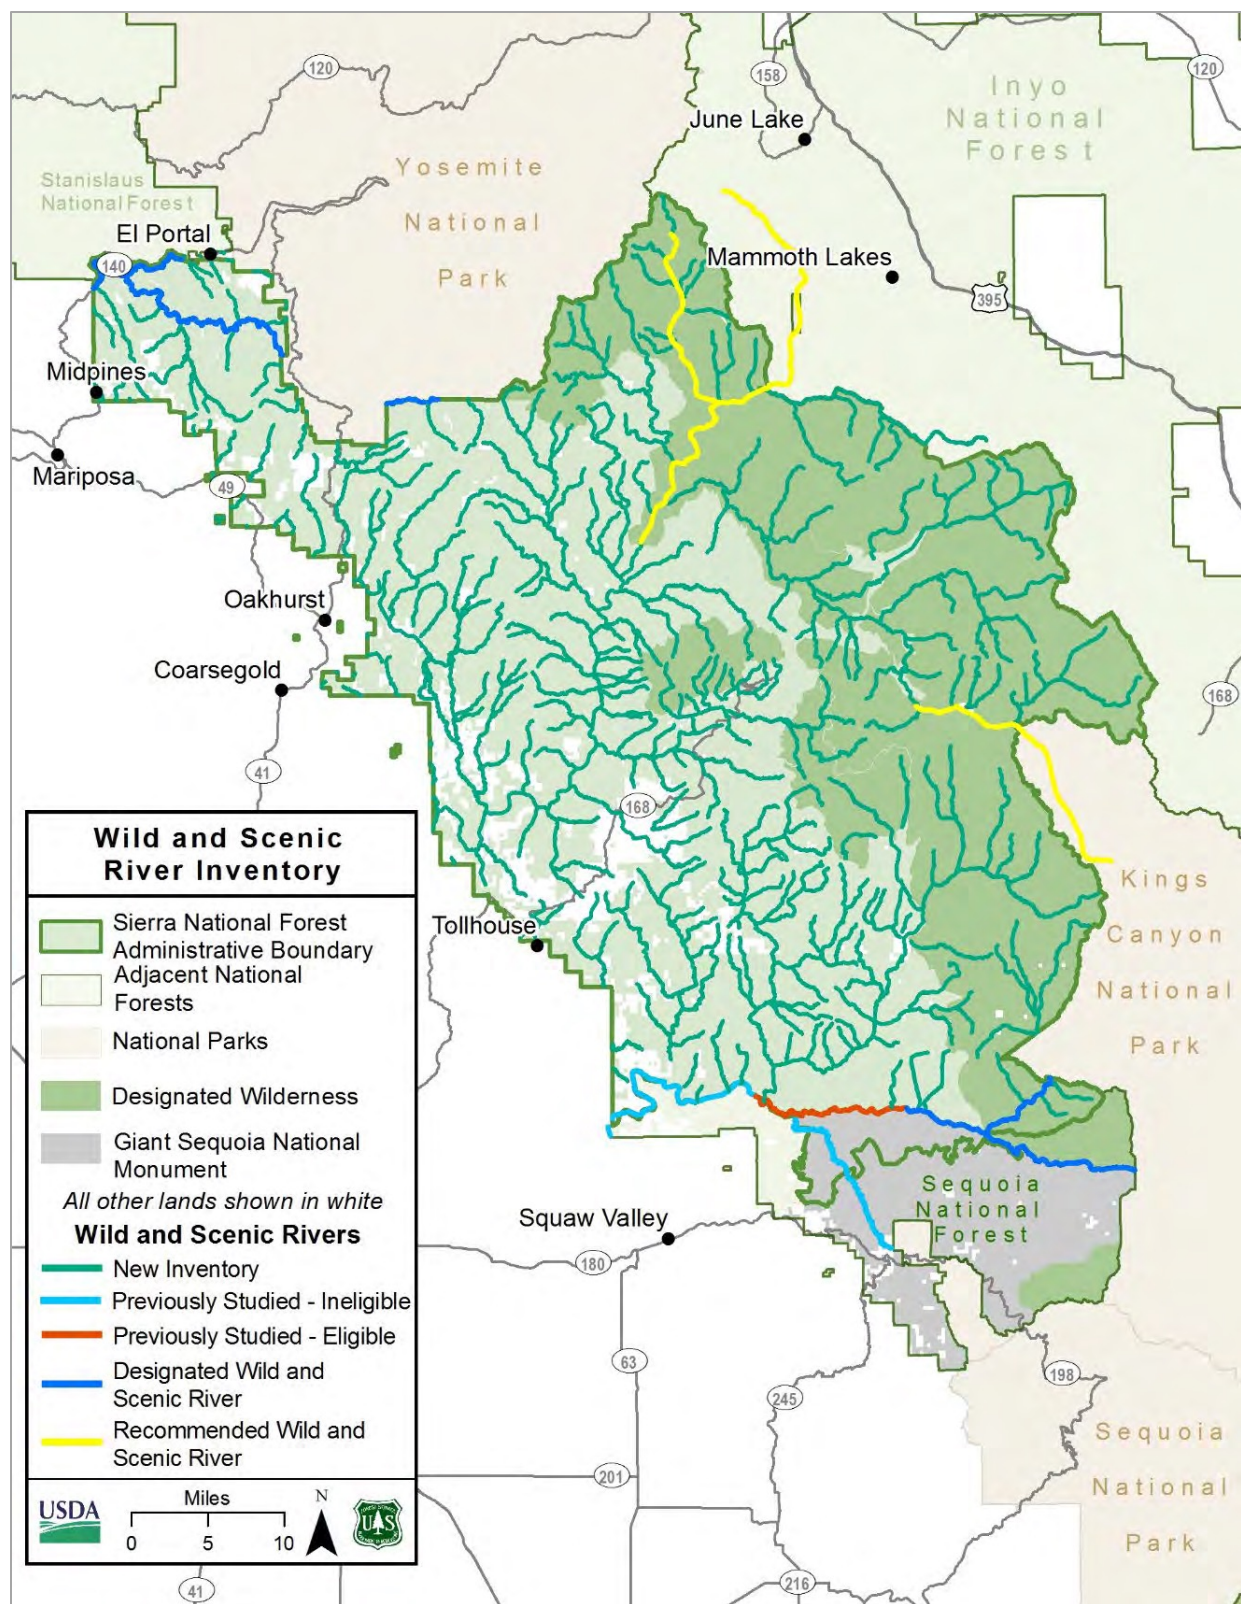 120
158
120
June Lake
Inyo
National
Forest
Yosemite
National
Park
Stanislaus
National Forest
El Portal
140
Mammoth Lakes
395
Midpines
Mariposa
49
Oakhurst
Coarsegold
168
41
168
Wild and Scenic
River Inventory
Sierra National Forest
Administrative Boundary
Adjacent National
Forests
National Parks
Designated Wilderness
Giant Sequoia National
Monument
All other lands shown in white
Wild and Scenic Rivers
New Inventory
Previously Studied - Ineligible
Previously Studied - Eligible
Designated Wild and
Scenic River
Recommended Wild and
Scenic River
USDA
Miles
0 5 10
N
U S
Tollhouse
Kings
Canyon
National
Park
Sequoia
National
Forest
Squaw Valley
180
63
245
198
201
Sequoia
National
Park
41
216